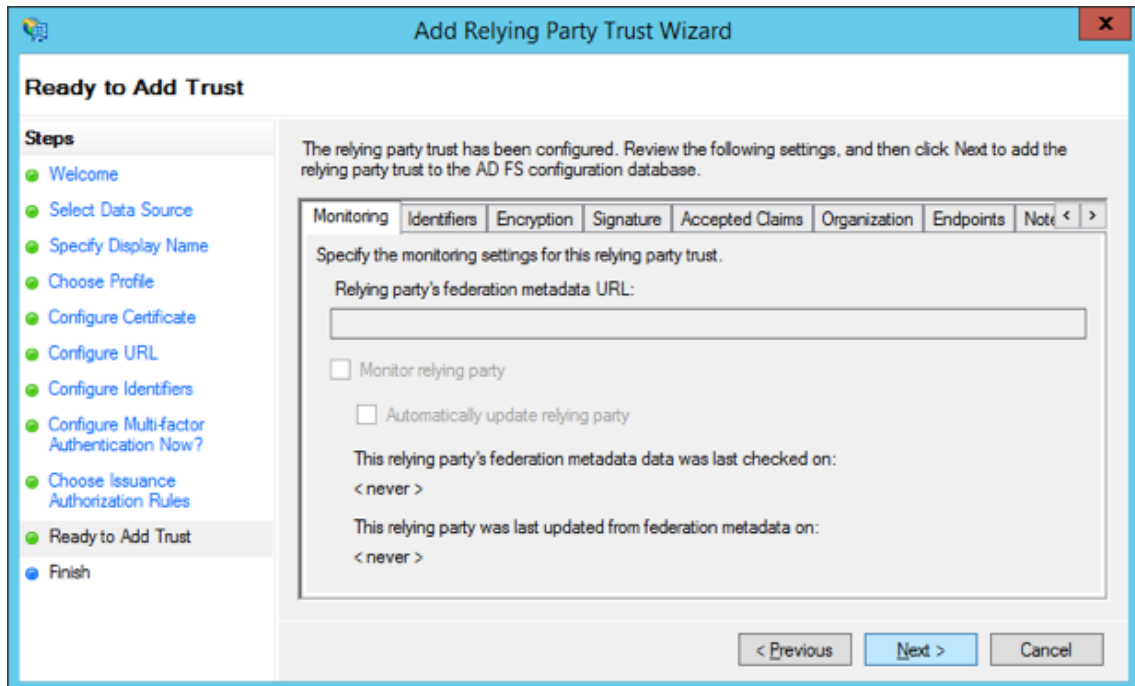 Add Relying Party Trust Wizard
x
Ready to Add Trust
Steps
Welcome
Select Data Source
Specify Display Name
Choose Profile
Configure Certificate
Configure URL
Configure Identifiers
Configure Multi-factor
Authentication Now?
Choose Issuance
Authorization Rules
Ready to Add Trust
Finish
The relying party trust has been configured. Review the following settings, and then click Next to add the
relying party trust to the AD FS configuration database.
Monitoring Identifiers Encryption Signature Accepted Claims Organization Endpoints < >
Specify the monitoring settings for this relying party trust.
Relying party's federation metadata URL:
Monitor relying party
Automatically update relying party
This relying party's federation metadata data was last checked on:
< never >
This relying party was last updated from federation metadata on:
< never >
< Previous Next > Cancel